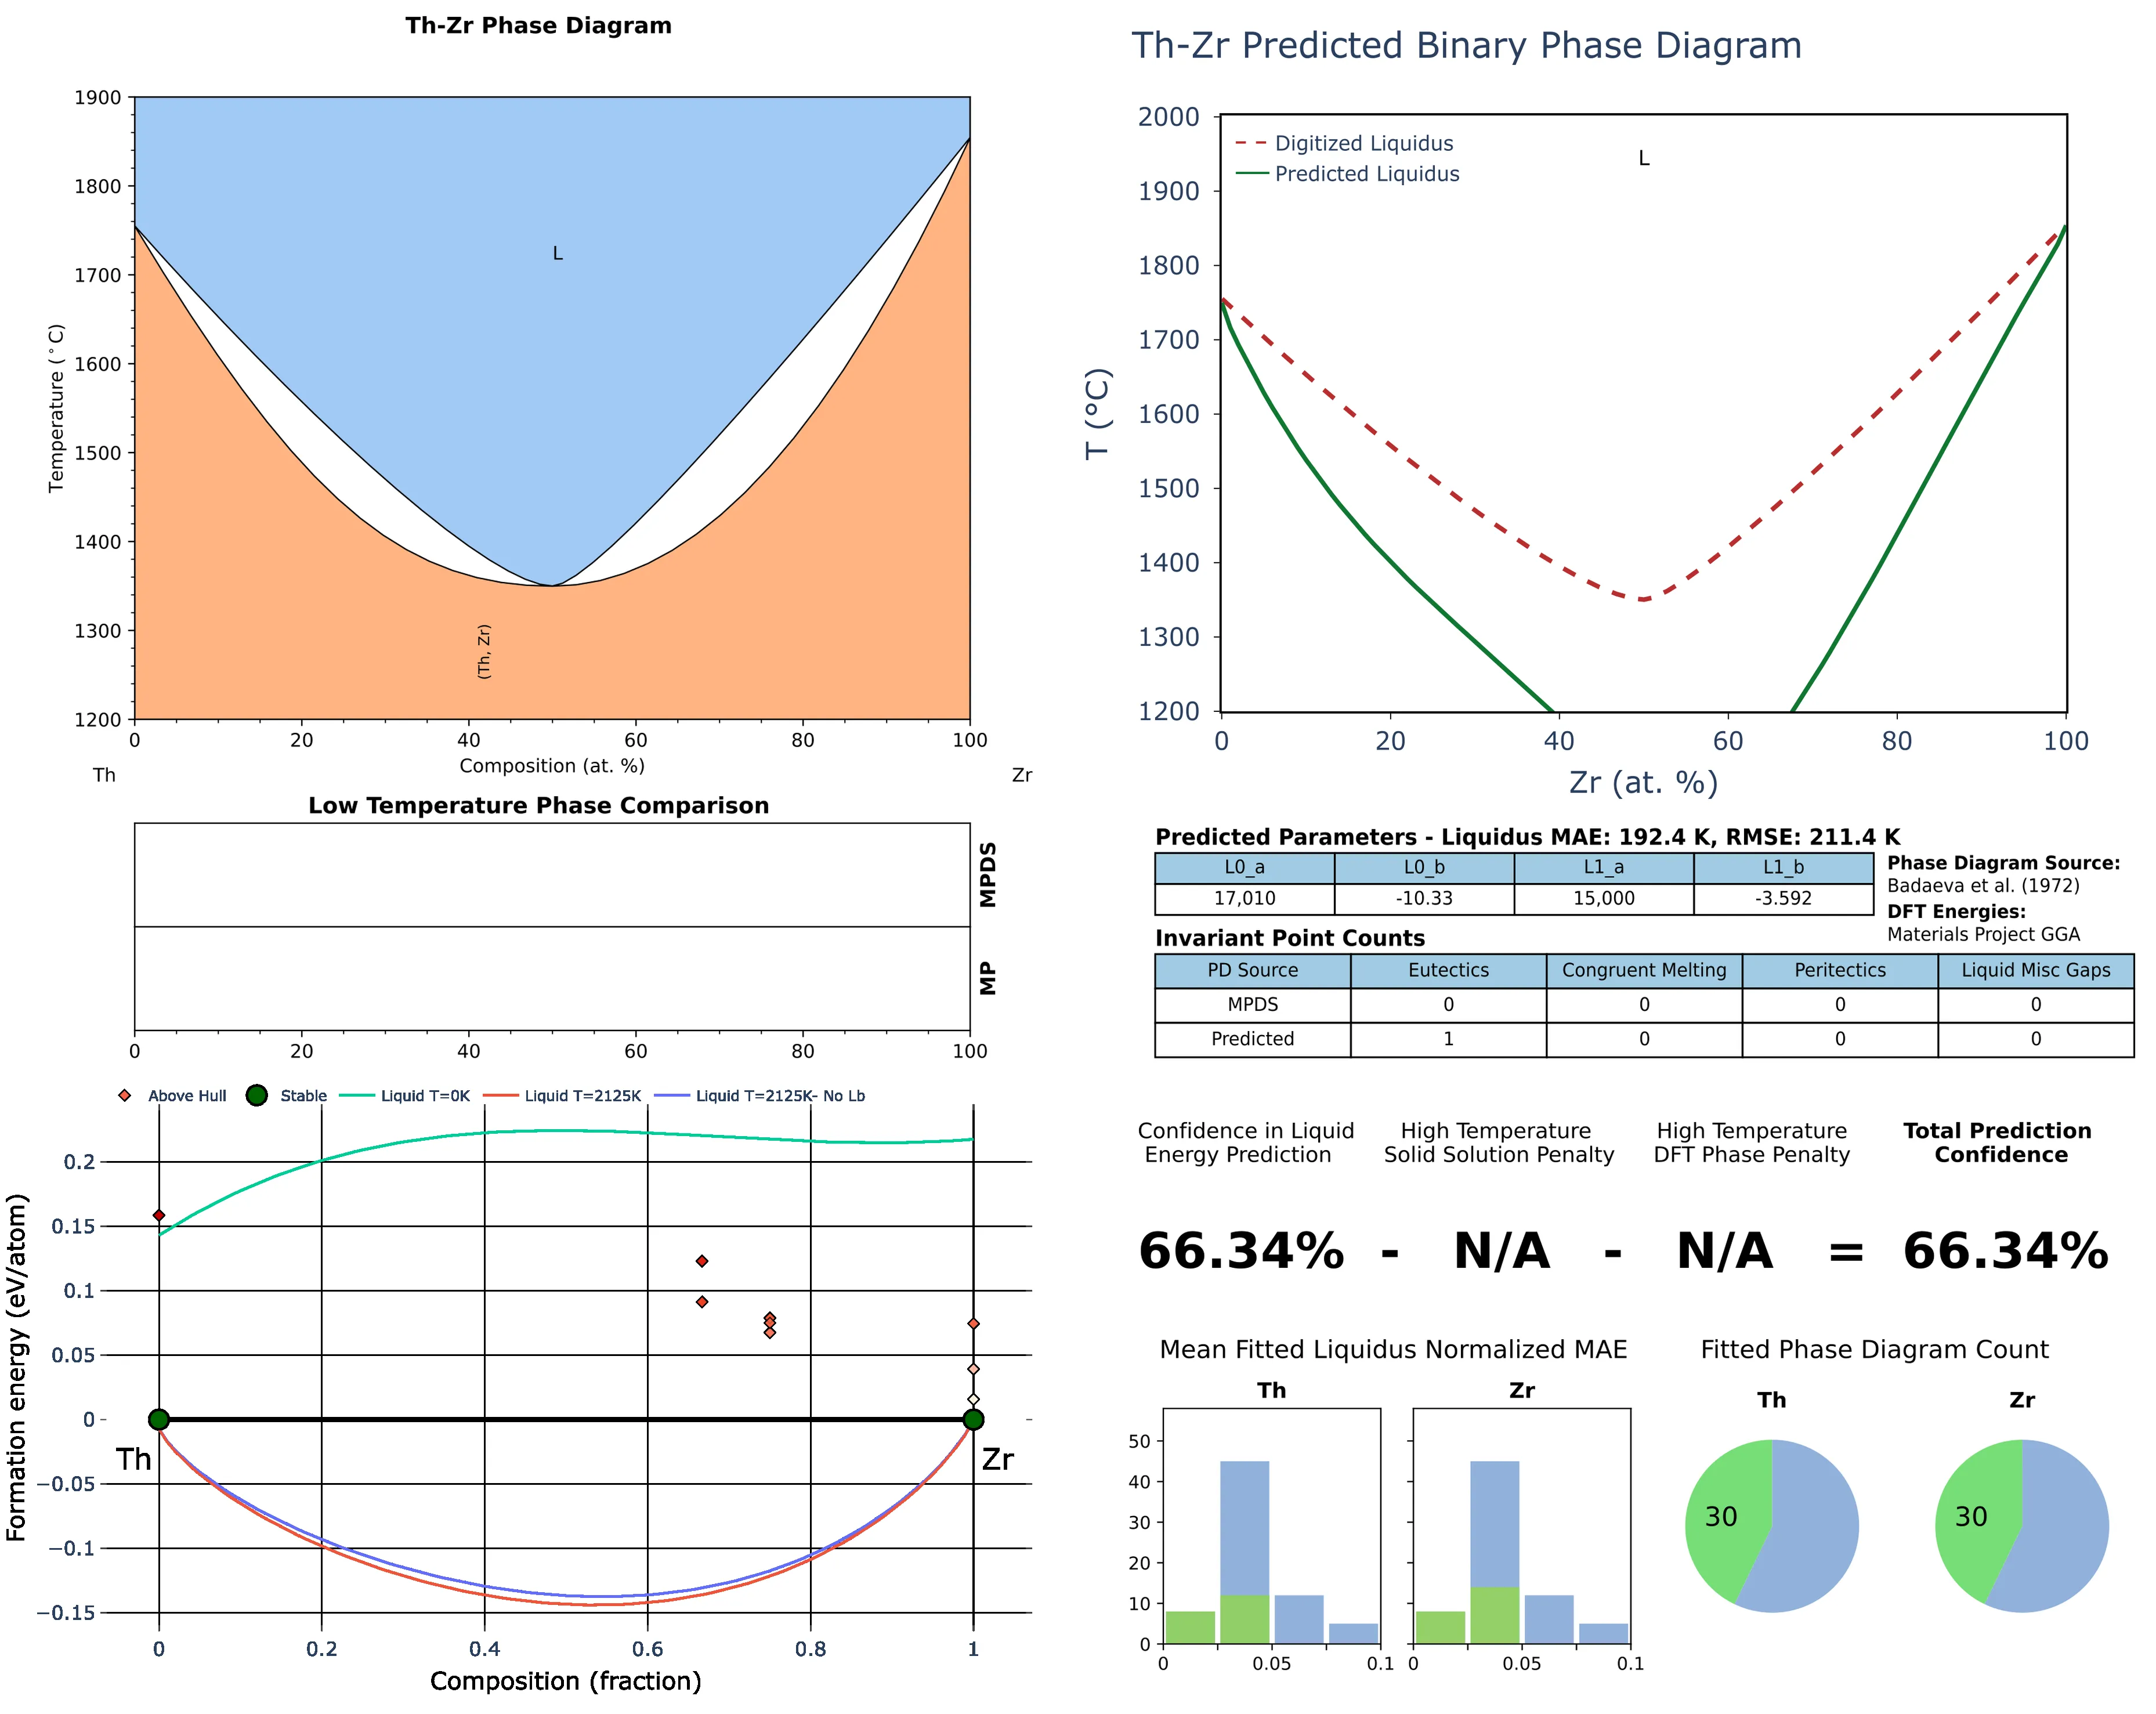 Th-Zr Phase Diagram
1900
1800
1700
1600
1500
1400
1300
1200
Temperature (°C)
L
(Th, Zr)
0 20 40 60 80 100
Th Composition (at. %) Zr
Low Temperature Phase Comparison
MPDS
MP
0 20 40 60 80 100
Above Hull Stable Liquid T=0K Liquid T=2125K Liquid T=2125K- No Lb
0.2
0.15
0.1
0.05
0
−0.05
−0.1
−0.15
Formation energy (eV/atom)
Th Zr
0 0.2 0.4 0.6 0.8 1
Composition (fraction)
Th-Zr Predicted Binary Phase Diagram
2000
1900
1800
1700
1600
1500
1400
1300
1200
T (°C)
Digitized Liquidus
Predicted Liquidus
L
0 20 40 60 80 100
Zr (at. %)
Predicted Parameters - Liquidus MAE: 192.4 K, RMSE: 211.4 K
L0_a L0_b L1_a L1_b
17,010 -10.33 15,000 -3.592
Phase Diagram Source:
Badaeva et al. (1972)
DFT Energies:
Materials Project GGA
Invariant Point Counts
PD Source Eutectics Congruent Melting Peritectics Liquid Misc Gaps
MPDS 0 0 0 0
Predicted 1 0 0 0
Confidence in Liquid
Energy Prediction
High Temperature
Solid Solution Penalty
High Temperature
DFT Phase Penalty
Total Prediction
Confidence
66.34% - N/A - N/A = 66.34%
Mean Fitted Liquidus Normalized MAE
Th Zr
50
40
30
20
10
0
0 0.05 0.1 0 0.05 0.1
Fitted Phase Diagram Count
Th Zr
30 30